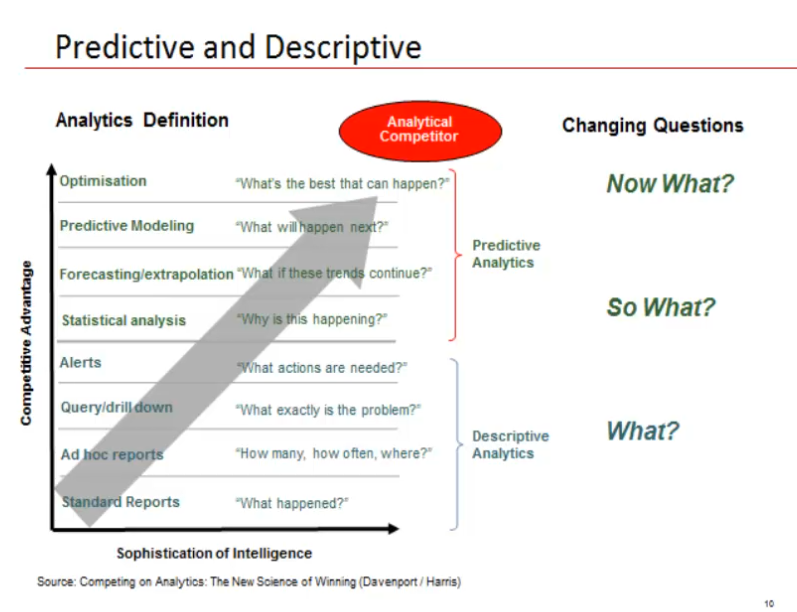 Predictive and Descriptive
Analytics Definition
Analytical
Competitor
Changing Questions
Optimisation "What's the best that can happen?"
Now What?
Predictive Modeling "What will happen next?"
Predictive
Analytics
Forecasting/extrapolation "What if these trends continue?"
So What?
Statistical analysis "Why is this happening?"
Alerts "What actions are needed?"
Query/drill down "What exactly is the problem?"
What?
Descriptive
Analytics
Ad hoc reports "How many, how often, where?"
Standard Reports "What happened?"
Competitive Advantage
Sophistication of Intelligence
Source: Competing on Analytics: The New Science of Winning (Davenport / Harris)
10